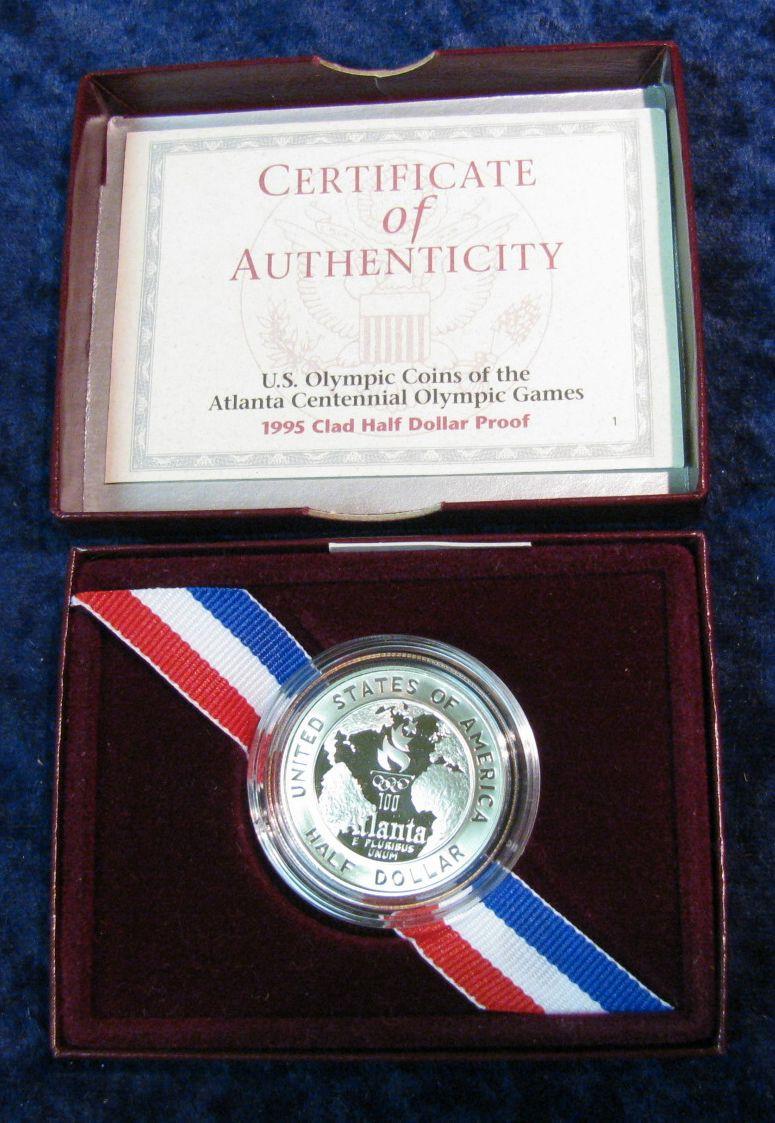 CERTIFICATE
of
AUTHENTICITY
U.S. Olympic Coins of the
Atlanta Centennial Olympic Games
1995 Clad Half Dollar Proof
1
UNITED STATES OF AMERICA
100
Atlanta
E PLURIBUS
UNUM
HALF DOLLAR